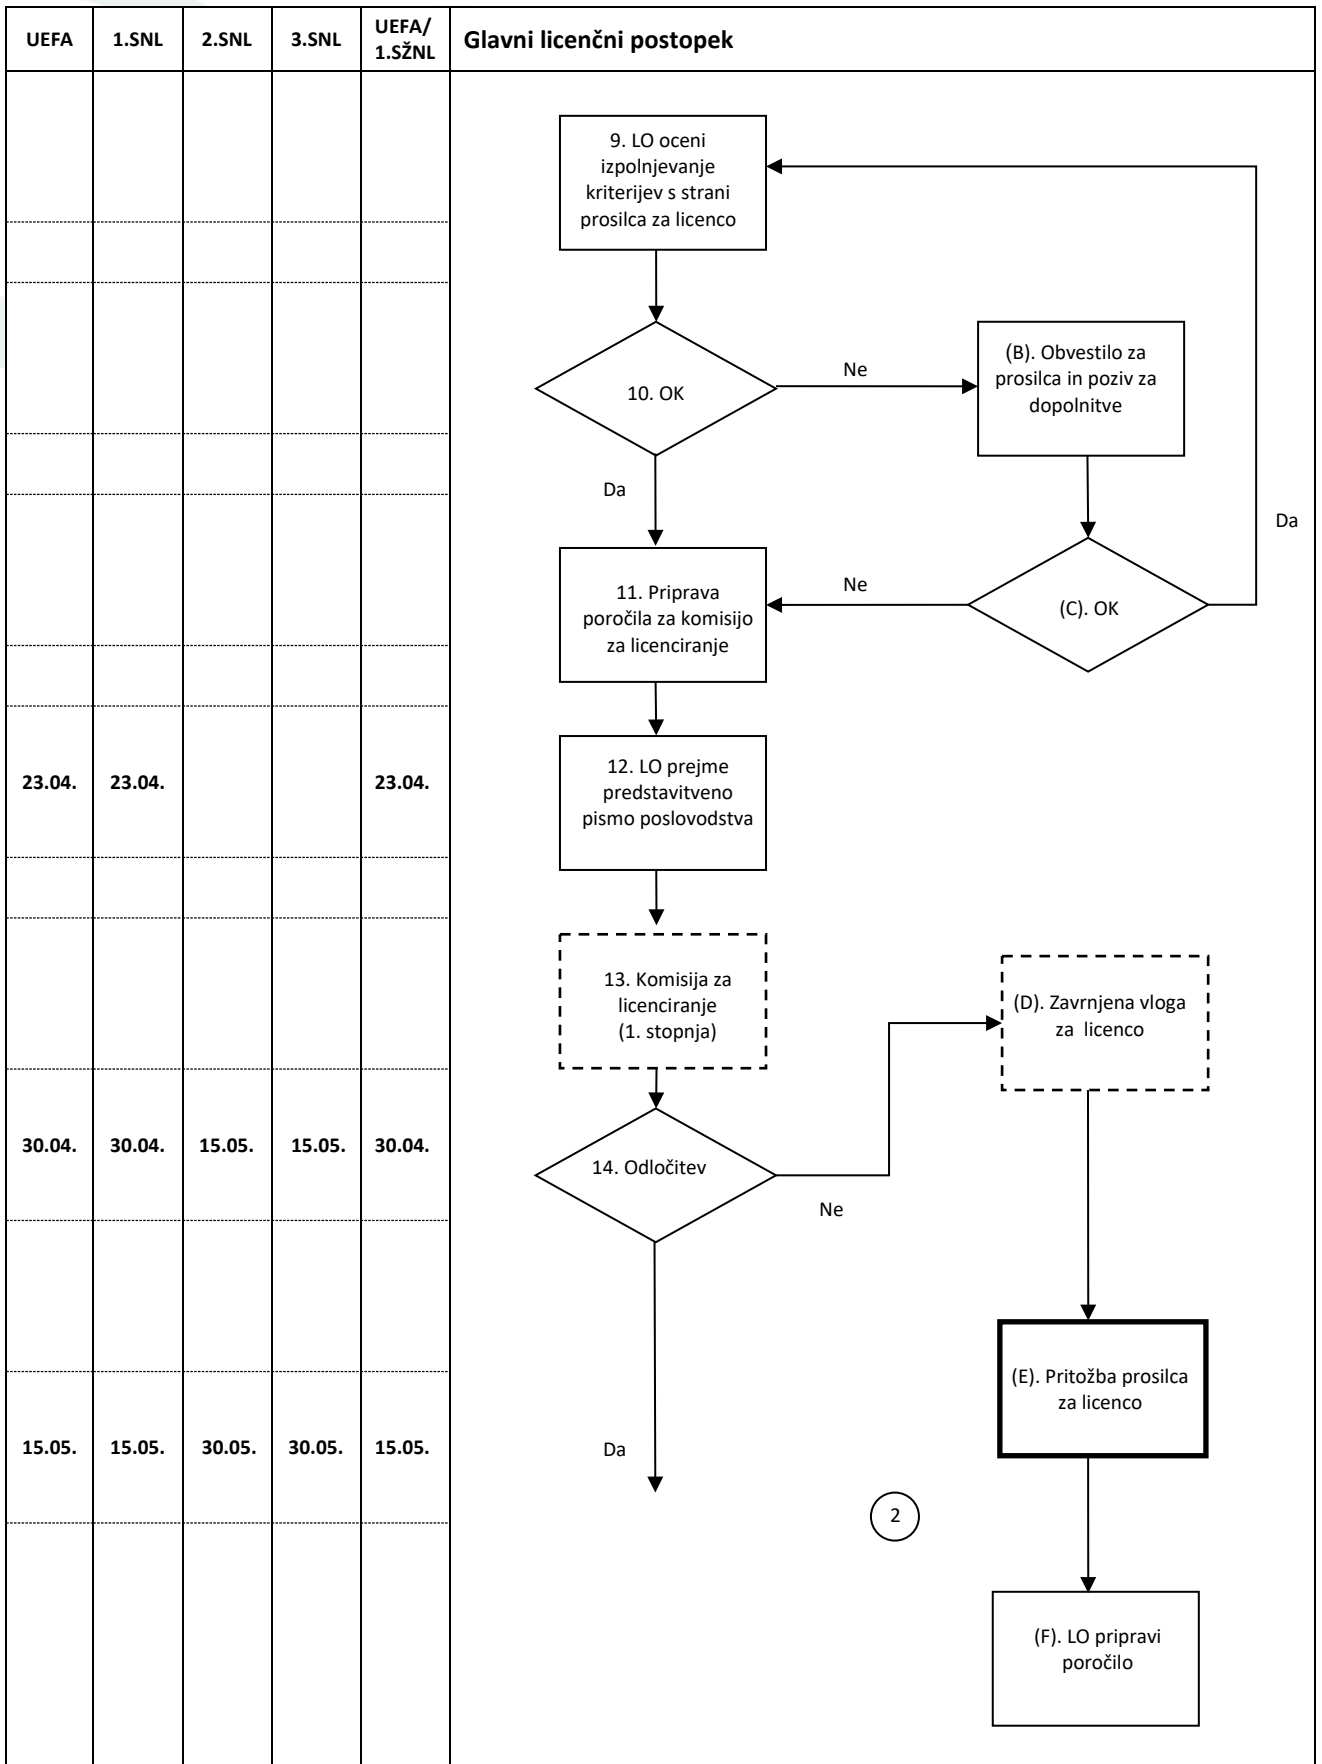 UEFA
1.SNL
2.SNL
3.SNL
UEFA/
1.SŽNL
Glavni licenčni postopek
9. LO oceni
izpolnjevanje
kriterijev s strani
prosilca za licenco
10. OK
Ne
(B). Obvestilo za
prosilca in poziv za
dopolnitve
Da
Da
11. Priprava
poročila za komisijo
za licenciranje
Ne
(C). OK
23.04.
23.04.
23.04.
12. LO prejme
predstavitveno
pismo poslovodstva
13. Komisija za
licenciranje
(1. stopnja)
(D). Zavrnjena vloga
za licenco
30.04.
30.04.
15.05.
15.05.
30.04.
14. Odločitev
Ne
(E). Pritožba prosilca
za licenco
15.05.
15.05.
30.05.
30.05.
15.05.
Da
2
(F). LO pripravi
poročilo